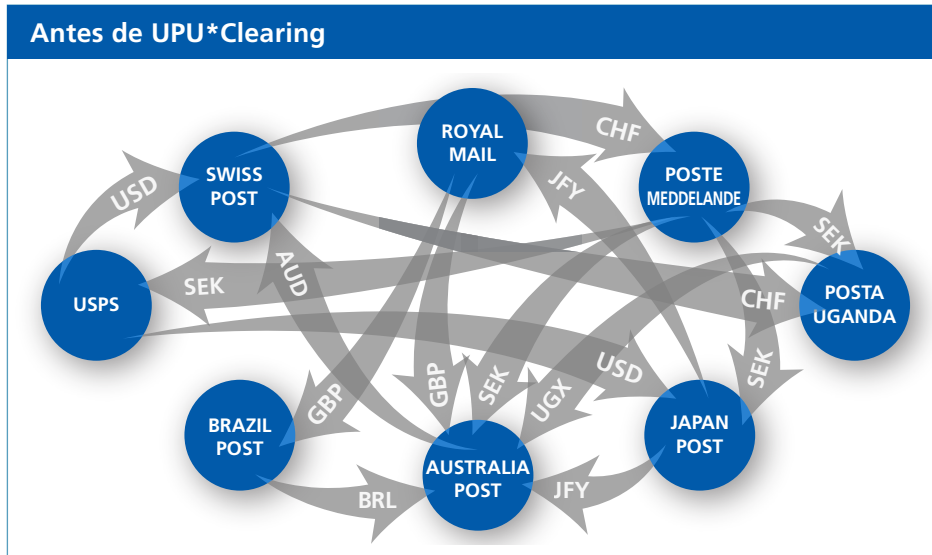 Antes de UPU*Clearing
ROYAL
MAIL
CHF
SWISS
POST
USD
JFY
POSTE
MEDDELANDE
SEK
AUD
SEK
USPS
CHF
POSTA
UGANDA
GBP
GBP
SEK
UGX
USD
SEK
BRAZIL
POST
JAPAN
POST
AUSTRALIA
POST
BRL
JFY